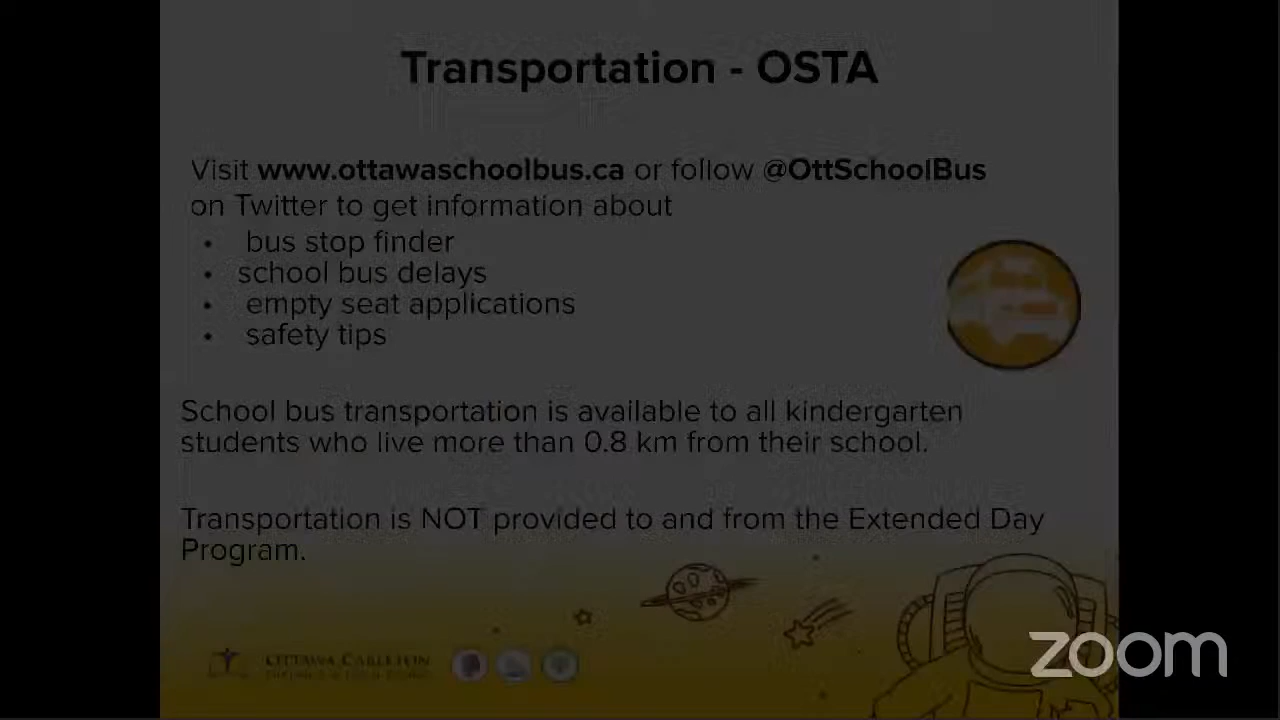 Transportation - OSTA
Visit www.ottawaschoolbus.ca or follow @OttSchoolBus
on Twitter to get information about
• bus stop finder
• school bus delays
• empty seat applications
• safety tips
School bus transportation is available to all kindergarten
students who live more than 0.8 km from their school.
Transportation is NOT provided to and from the Extended Day
Program.
OTTAWA CARLETON
zoom